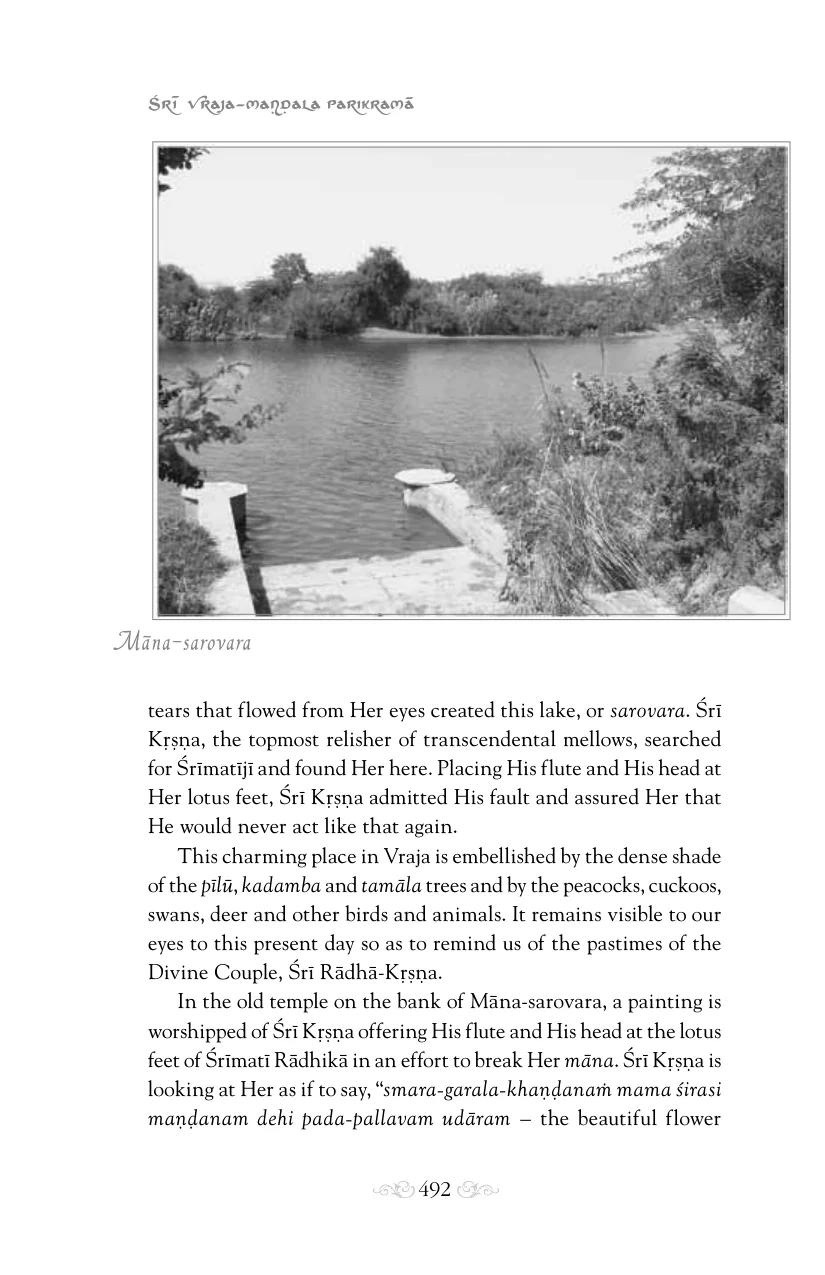 Śrī Vraja-maṇḍala Parikramā
Māna-sarovara
tears that flowed from Her eyes created this lake, or sarovara. Śrī
Kṛṣṇa, the topmost relisher of transcendental mellows, searched
for Śrīmatījī and found Her here. Placing His flute and His head at
Her lotus feet, Śrī Kṛṣṇa admitted His fault and assured Her that
He would never act like that again.
This charming place in Vraja is embellished by the dense shade
of the pīlū, kadamba and tamāla trees and by the peacocks, cuckoos,
swans, deer and other birds and animals. It remains visible to our
eyes to this present day so as to remind us of the pastimes of the
Divine Couple, Śrī Rādhā-Kṛṣṇa.
In the old temple on the bank of Māna-sarovara, a painting is
worshipped of Śrī Kṛṣṇa offering His flute and His head at the lotus
feet of Śrīmatī Rādhikā in an effort to break Her māna. Śrī Kṛṣṇa is
looking at Her as if to say, “smara-garala-khaṇḍanaṁ mama śirasi
maṇḍanam dehi pada-pallavam udāram – the beautiful flower
492